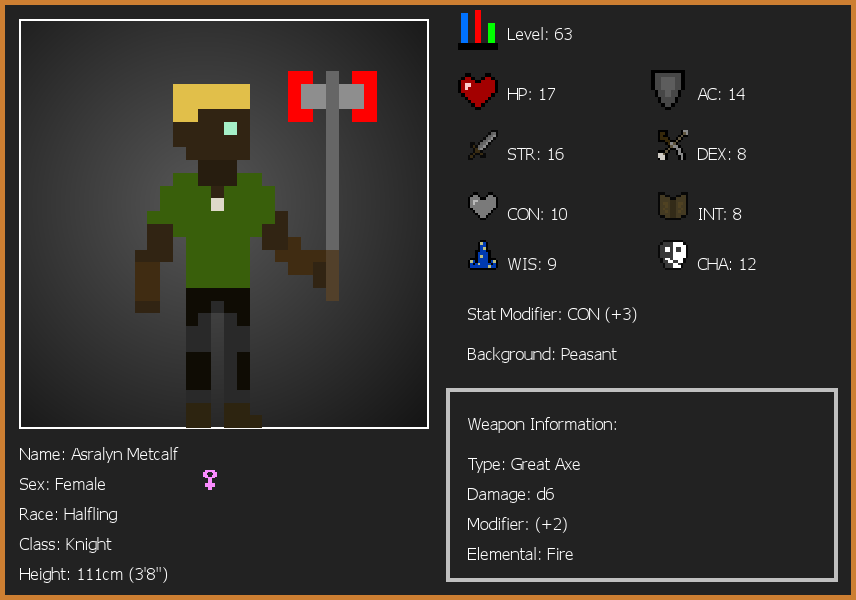 Level: 63
HP: 17
AC: 14
STR: 16
DEX: 8
CON: 10
INT: 8
WIS: 9
CHA: 12
Stat Modifier: CON (+3)
Background: Peasant
Weapon Information:
Type: Great Axe
Damage: d6
Modifier: (+2)
Elemental: Fire
Name: Asralyn Metcalf
Sex: Female
Race: Halfling
Class: Knight
Height: 111cm (3'8")